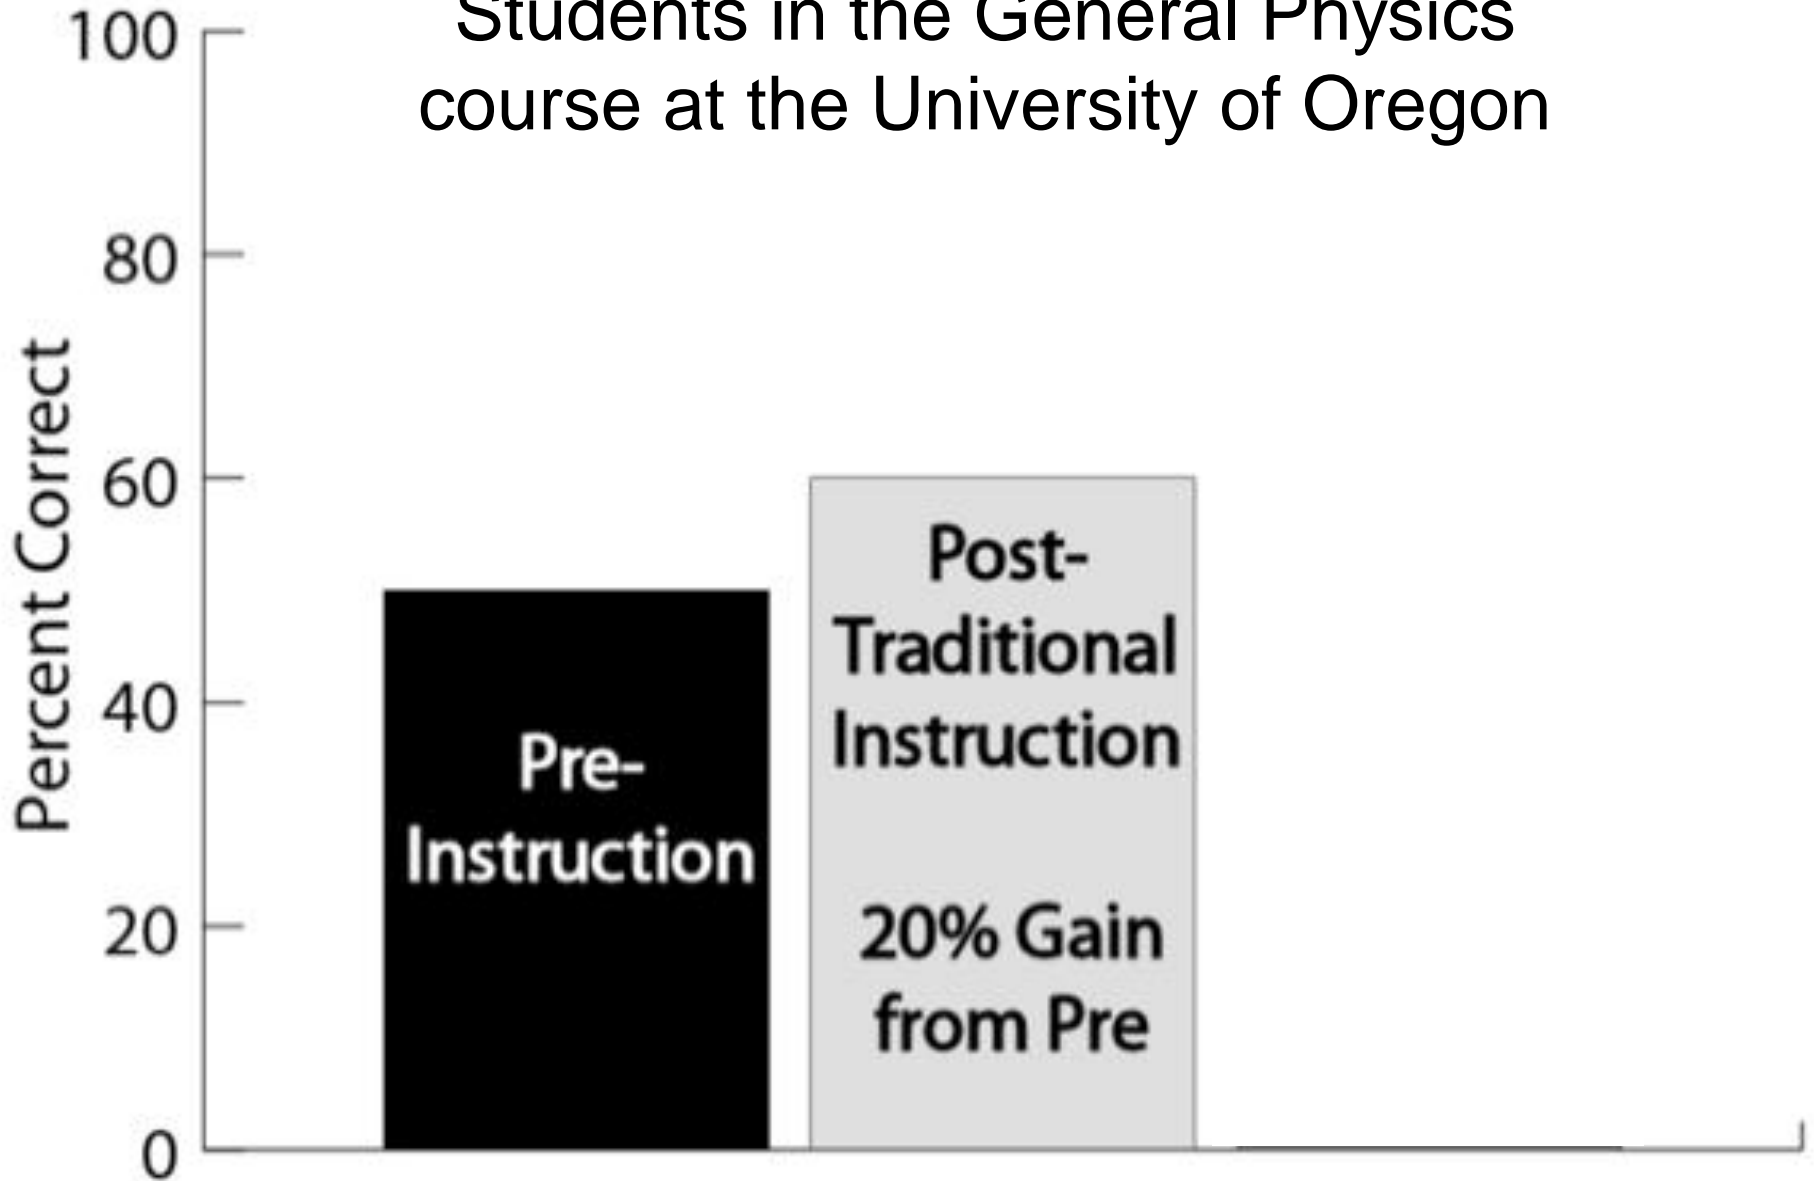 Students in the General Physics
course at the University of Oregon
100
80
60
40
20
0
Percent Correct
Pre-
Instruction
Post-
Traditional
Instruction
20% Gain
from Pre